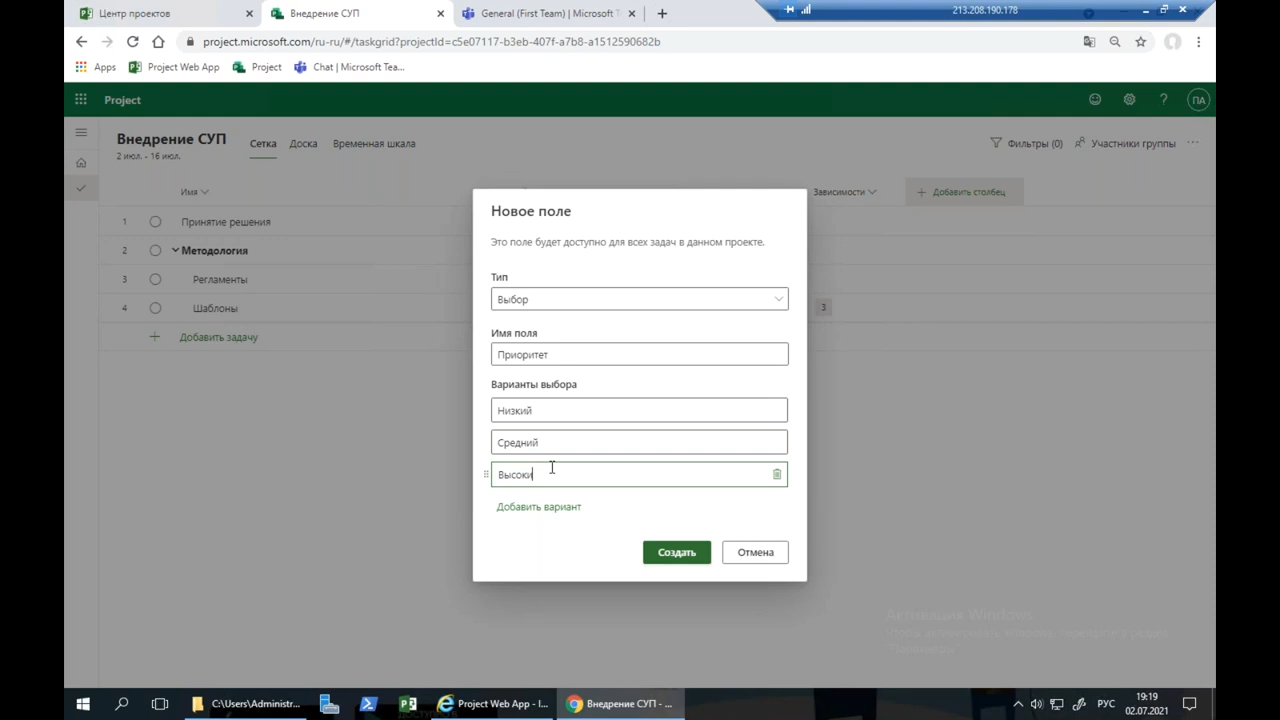 Центр проектов
Внедрение СУП
General (First Team) | Microsoft T
213.208.190.178
project.microsoft.com/ru-ru/#/taskgrid?projectId=c5e07117-b3eb-407f-a7b8-a1512590682b
Apps
Project Web App
Project
Chat | Microsoft Tea...
Project
ПА
Внедрение СУП
2 июл. - 16 июл.
Сетка
Доска
Временная шкала
Фильтры (0)
Участники группы
Имя
Зависимости
Добавить столбец
1 Принятие решения
2 Методология
3 Регламенты
4 Шаблоны
3
Добавить задачу
Новое поле
Это поле будет доступно для всех задач в данном проекте.
Тип
Выбор
Имя поля
Приоритет
Варианты выбора
Низкий
Средний
Высоки
Добавить вариант
Создать
Отмена
Активация Windows
C:\Users\Administr...
Project Web App - I...
Внедрение СУП - ...
РУС
19:19
02.07.2021